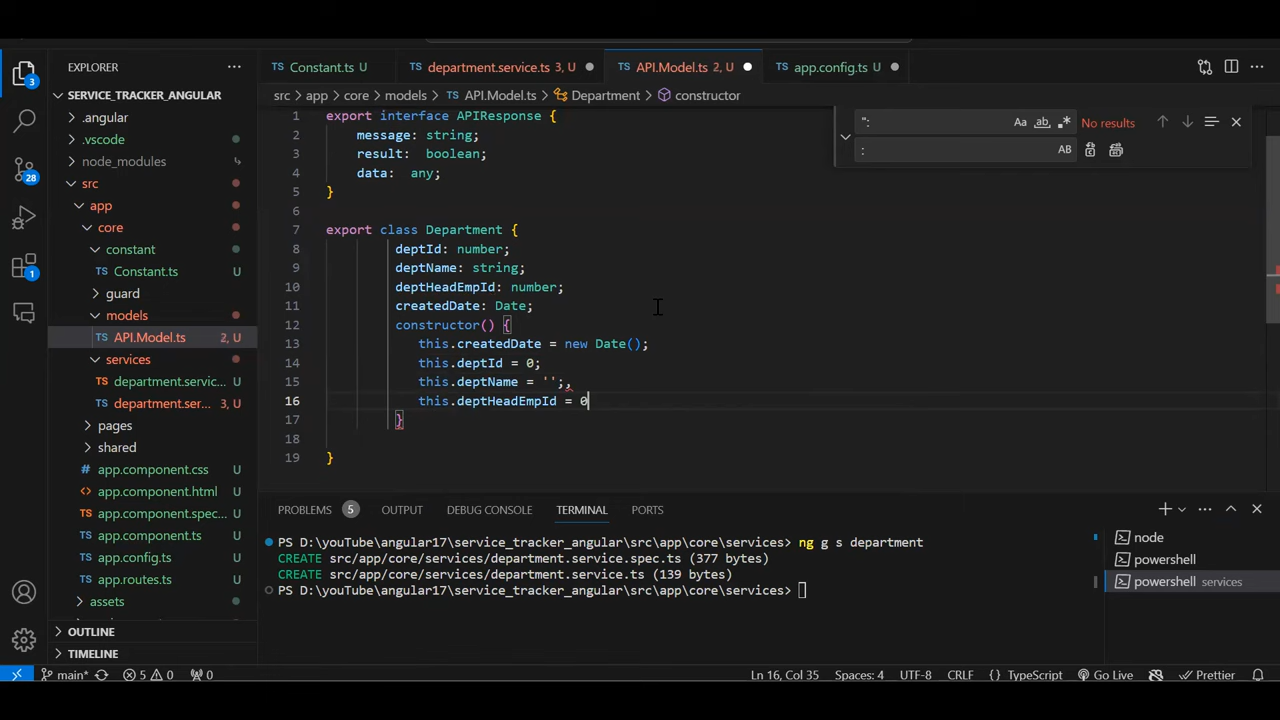 EXPLORER
Constant.ts U
department.service.ts 3, U
API.Model.ts 2, U
app.config.ts U
SERVICE_TRACKER_ANGULAR
src > app > core > models > API.Model.ts > Department > constructor
.angular
.vscode
node_modules
src
app
core
constant
Constant.ts U
guard
models
API.Model.ts 2, U
services
department.servic... U
department.ser... 3, U
pages
shared
app.component.css U
app.component.html U
app.component.spec... U
app.component.ts U
app.config.ts U
app.routes.ts U
assets
OUTLINE
TIMELINE
": Aa ab .* No results
: AB
1 export interface APIResponse {
2 message: string;
3 result: boolean;
4 data: any;
5 }
6
7 export class Department {
8 deptId: number;
9 deptName: string;
10 deptHeadEmpId: number;
11 createdDate: Date;
12 constructor() {
13 this.createdDate = new Date();
14 this.deptId = 0;
15 this.deptName = '';,
16 this.deptHeadEmpId = 0
17 }
18
19 }
PROBLEMS 5 OUTPUT DEBUG CONSOLE TERMINAL PORTS
PS D:\youTube\angular17\service_tracker_angular\src\app\core\services> ng g s department
CREATE src/app/core/services/department.service.spec.ts (377 bytes)
CREATE src/app/core/services/department.service.ts (139 bytes)
PS D:\youTube\angular17\service_tracker_angular\src\app\core\services>
node
powershell
powershell services
3
28
1
main* 5 0 0 Ln 16, Col 35 Spaces: 4 UTF-8 CRLF {} TypeScript Go Live Prettier